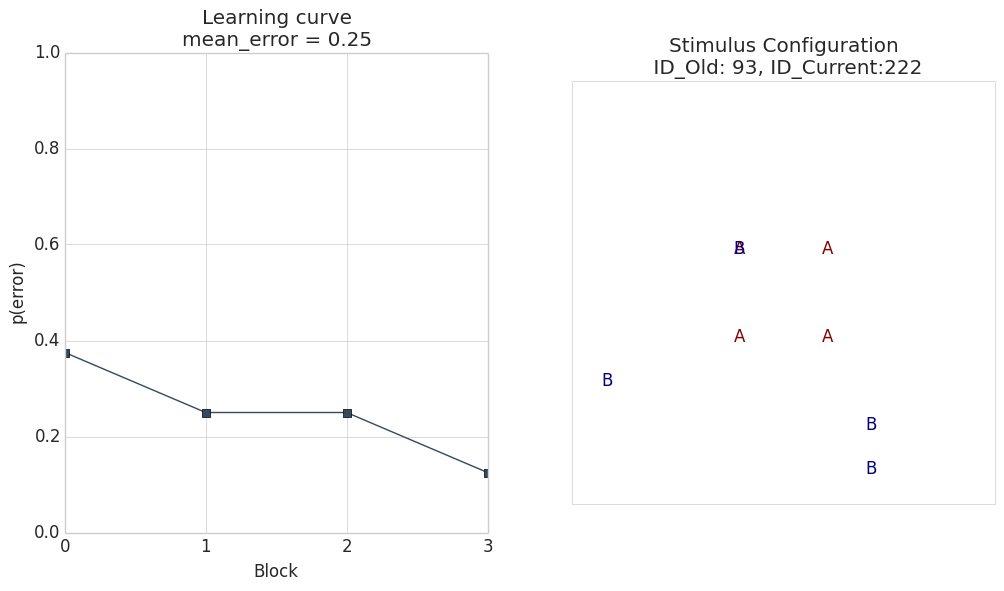 Learning curve
mean_error = 0.25
1.0
0.8
0.6
0.4
0.2
0.0
p(error)
0 1 2 3
Block
Stimulus Configuration
ID_Old: 93, ID_Current:222
A B A
A A
B
B
B